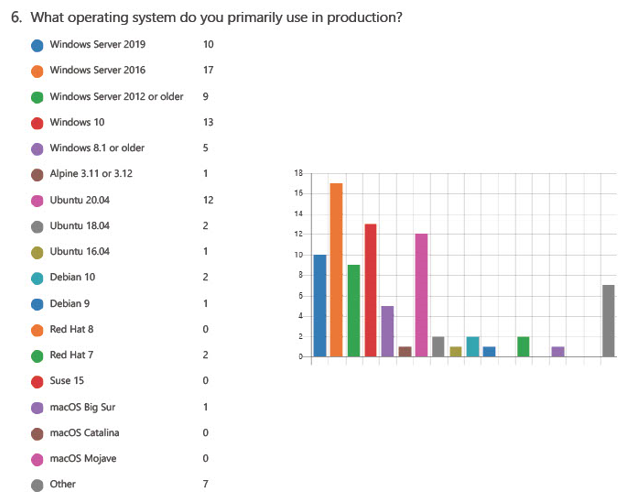 6. What operating system do you primarily use in production?
Windows Server 2019 10
Windows Server 2016 17
Windows Server 2012 or older 9
Windows 10 13
Windows 8.1 or older 5
Alpine 3.11 or 3.12 1
Ubuntu 20.04 12
Ubuntu 18.04 2
Ubuntu 16.04 1
Debian 10 2
Debian 9 1
Red Hat 8 0
Red Hat 7 2
Suse 15 0
macOS Big Sur 1
macOS Catalina 0
macOS Mojave 0
Other 7
18
16
14
12
10
8
6
4
2
0